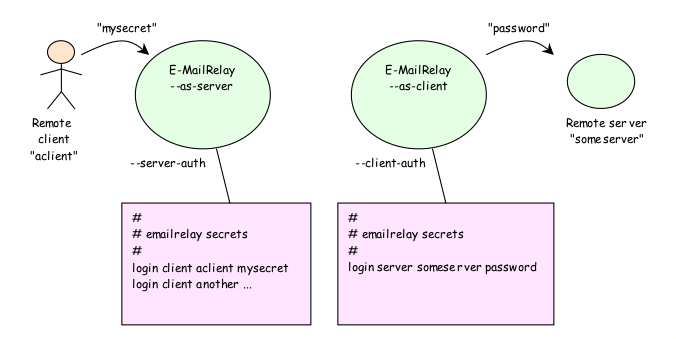 "mysecret"
"password"
E-MailRelay
--as-server
E-MailRelay
--as-client
Remote
client
"aclient"
Remote server
"someserver"
--server-auth
--client-auth
#
# emailrelay secrets
#
login client aclient mysecret
login client another ...
#
# emailrelay secrets
#
login server someserver password